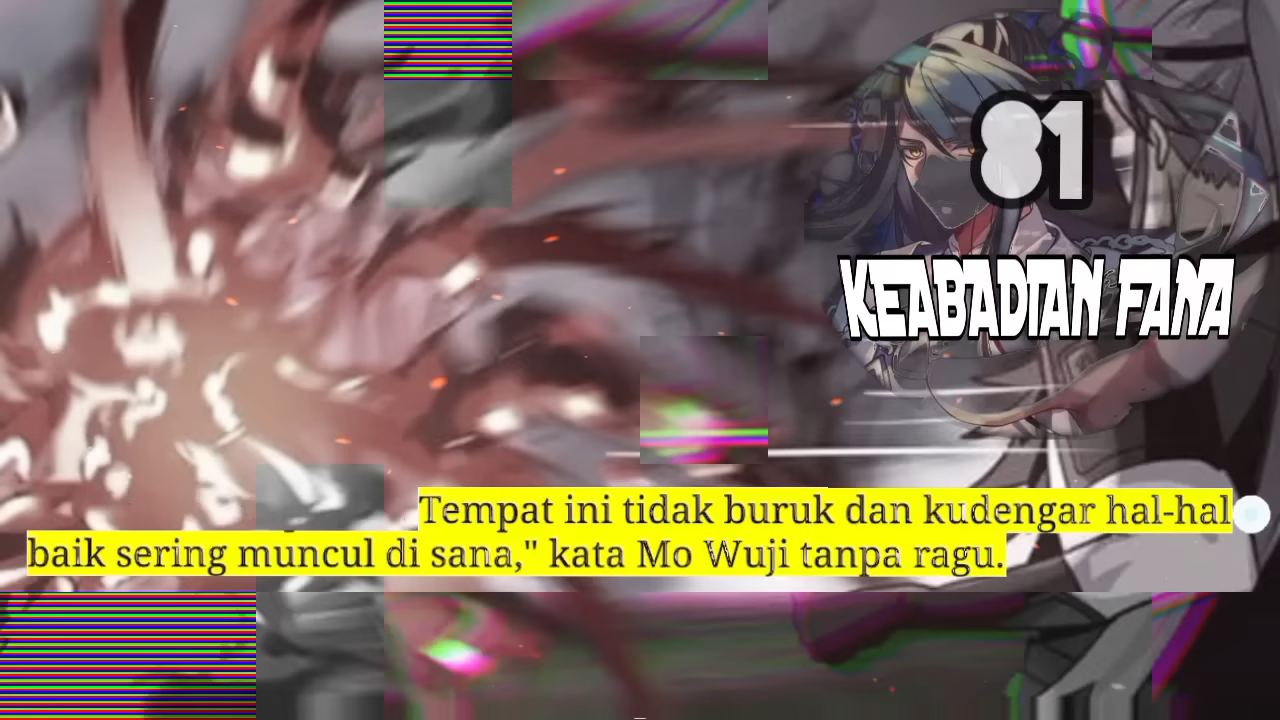 81
KEABADIAN FANA
Tempat ini tidak buruk dan kudengar hal-hal
baik sering muncul di sana," kata Mo Wuji tanpa ragu.